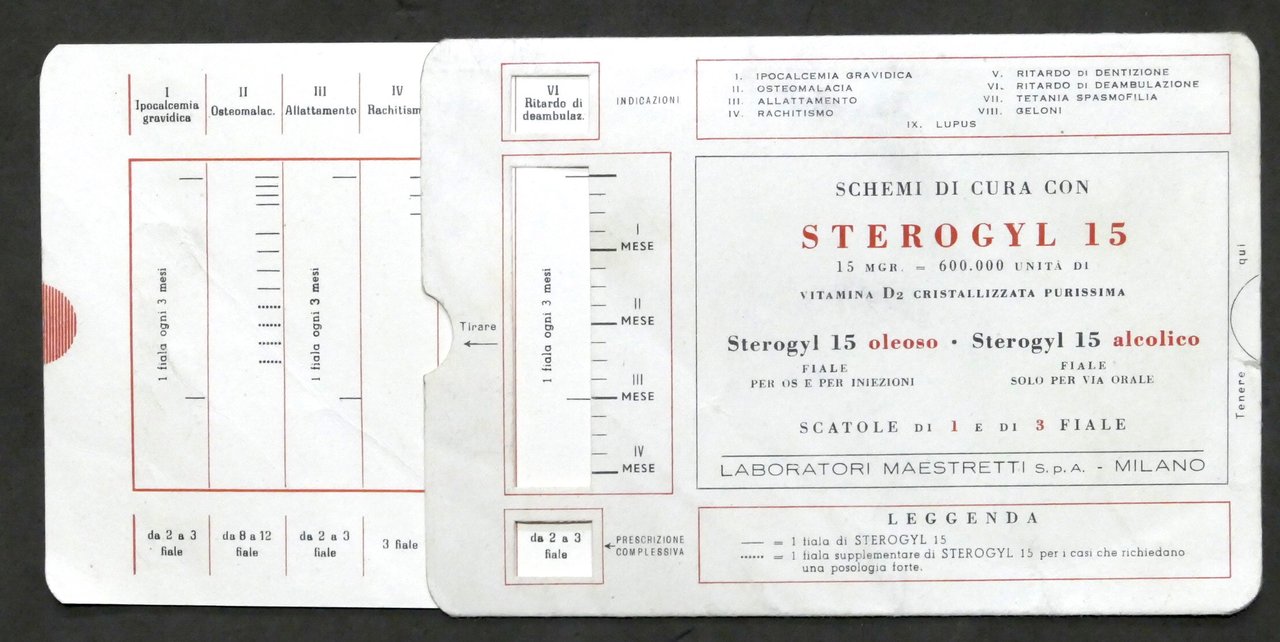 I
Ipocalcemia
gravidica
II
Osteomalac.
III
Allattamento
IV
Rachitism
1 fiala ogni 3 mesi
1 fiala ogni 3 mesi
da 2 a 3
fiale
da 8 a 12
fiale
da 2 a 3
fiale
3 fiale
Tirare
VI
Ritardo di
deambulaz.
INDICAZIONI
1 fiala ogni 3 mesi
I
MESE
II
MESE
III
MESE
IV
MESE
da 2 a 3
fiale
PRESCRIZIONE
COMPLESSIVA
I. IPOCALCEMIA GRAVIDICA
II. OSTEOMALACIA
III. ALLATTAMENTO
IV. RACHITISMO
V. RITARDO DI DENTIZIONE
VI. RITARDO DI DEAMBULAZIONE
VII. TETANIA SPASMOFILIA
VIII. GELONI
IX. LUPUS
SCHEMI DI CURA CON
STEROGYL 15
15 MGR. = 600.000 UNITÀ DI
VITAMINA D2 CRISTALLIZZATA PURISSIMA
Sterogyl 15 oleoso • Sterogyl 15 alcolico
FIALE
PER OS E PER INIEZIONI
FIALE
SOLO PER VIA ORALE
SCATOLE DI 1 E DI 3 FIALE
LABORATORI MAESTRETTI S.p.A. - MILANO
LEGGENDA
— = 1 fiala di STEROGYL 15
...... = 1 fiala supplementare di STEROGYL 15 per i casi che richiedano
una posologia forte.
Tenere qui